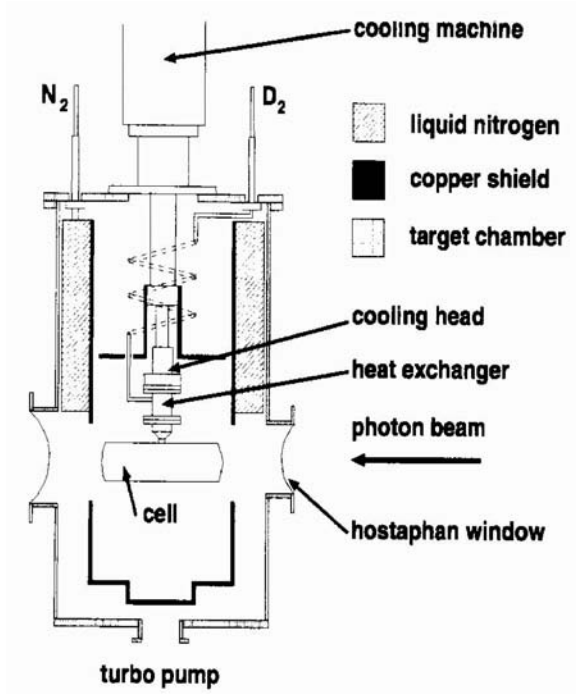 cooling machine
N2
D2
liquid nitrogen
copper shield
target chamber
cooling head
heat exchanger
photon beam
cell
hostaphan window
turbo pump